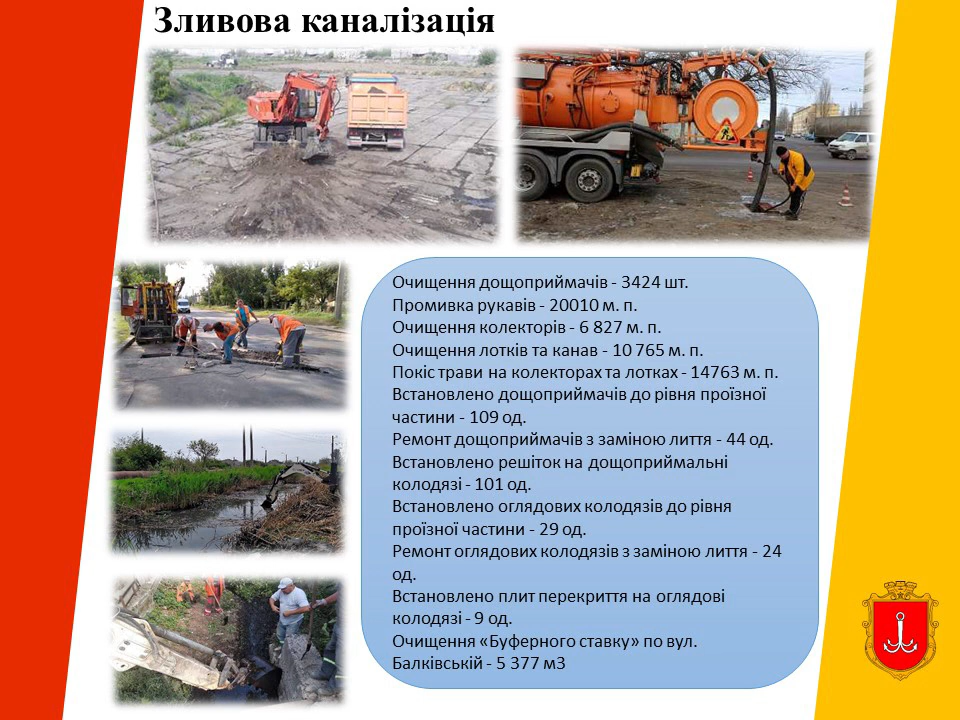 Зливова каналізація
Очищення дощоприймачів - 3424 шт.
Промивка рукавів - 20010 м. п.
Очищення колекторів - 6 827 м. п.
Очищення лотків та канав - 10 765 м. п.
Покіс трави на колекторах та лотках - 14763 м. п.
Встановлено дощоприймачів до рівня проїзної
частини - 109 од.
Ремонт дощоприймачів з заміною лиття - 44 од.
Встановлено решіток на дощоприймальні
колодязі - 101 од.
Встановлено оглядових колодязів до рівня
проїзної частини - 29 од.
Ремонт оглядових колодязів з заміною лиття - 24
од.
Встановлено плит перекриття на оглядові
колодязі - 9 од.
Очищення «Буферного ставку» по вул.
Балківській - 5 377 м3